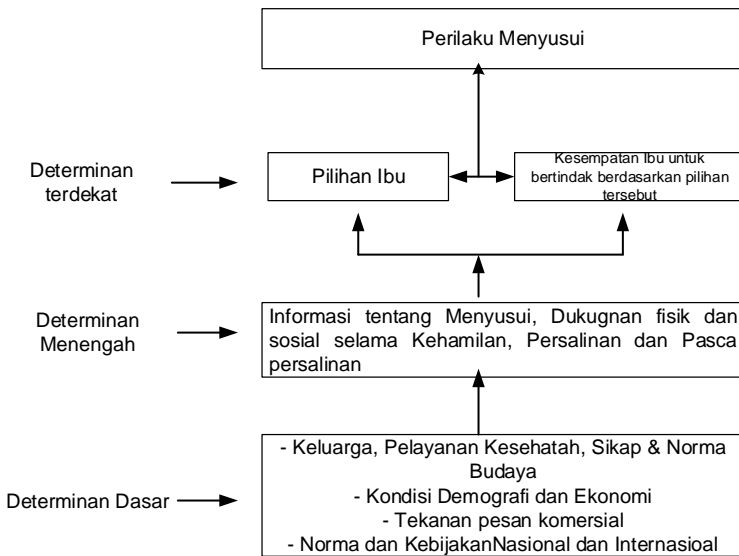 Perilaku Menyusui
Determinan
terdekat
Pilihan Ibu
Kesempatan Ibu untuk
bertindak berdasarkan pilihan
tersebut
Determinan
Menengah
Informasi tentang Menyusui, Dukugnan fisik dan
sosial selama Kehamilan, Persalinan dan Pasca
persalinan
Determinan Dasar
- Keluarga, Pelayanan Kesehatah, Sikap & Norma
Budaya
- Kondisi Demografi dan Ekonomi
- Tekanan pesan komersial
- Norma dan KebijakanNasional dan Internasioal